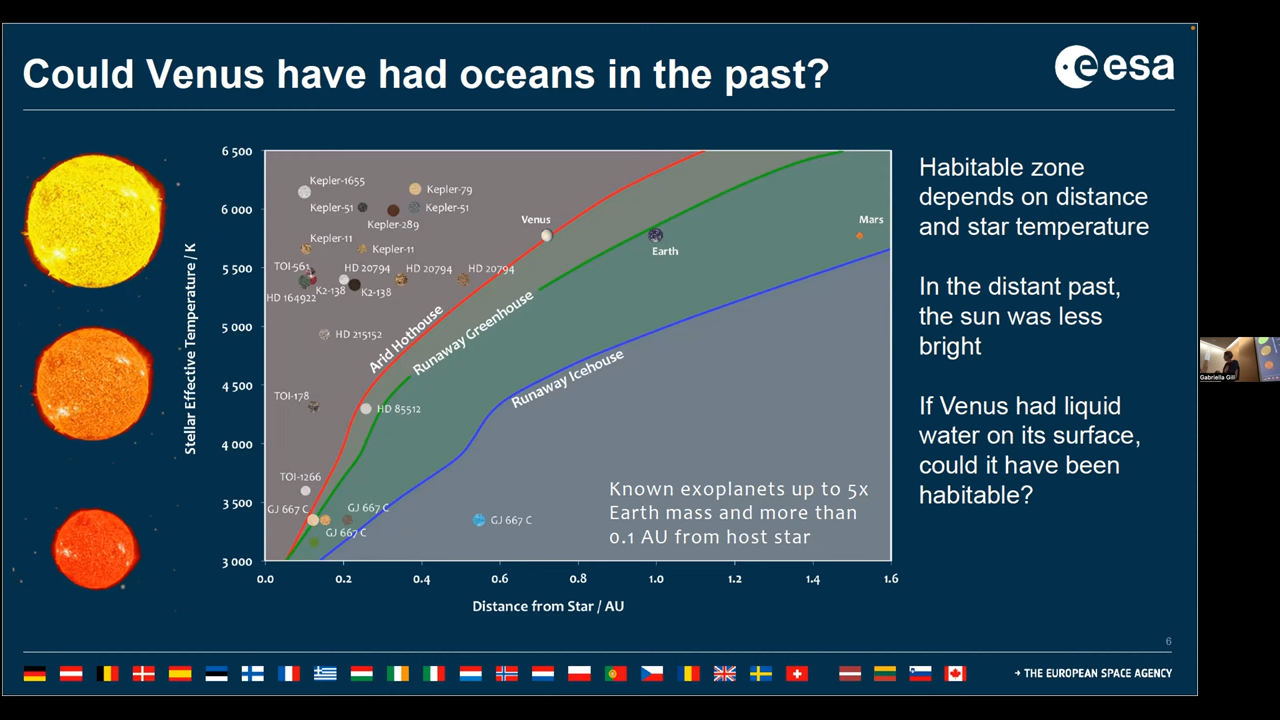 Could Venus have had oceans in the past?
esa
Stellar Effective Temperature / K
6 500
6 000
5 500
5 000
4 500
4 000
3 500
3 000
0.0
0.2
0.4
0.6
0.8
1.0
1.2
1.4
1.6
Distance from Star / AU
Kepler-1655
Kepler-79
Kepler-51
Kepler-51
Kepler-289
Kepler-11
Kepler-11
TOI-561
HD 20794
HD 20794
HD 20794
K2-138
K2-138
HD 164922
HD 215152
TOI-178
HD 85512
TOI-1266
GJ 667 C
GJ 667 C
GJ 667 C
GJ 667 C
Venus
Earth
Mars
Arid Hothouse
Runaway Greenhouse
Runaway Icehouse
Known exoplanets up to 5x
Earth mass and more than
0.1 AU from host star
Habitable zone
depends on distance
and star temperature
In the distant past,
the sun was less
bright
If Venus had liquid
water on its surface,
could it have been
habitable?
Gabriella Gill
6
→ THE EUROPEAN SPACE AGENCY